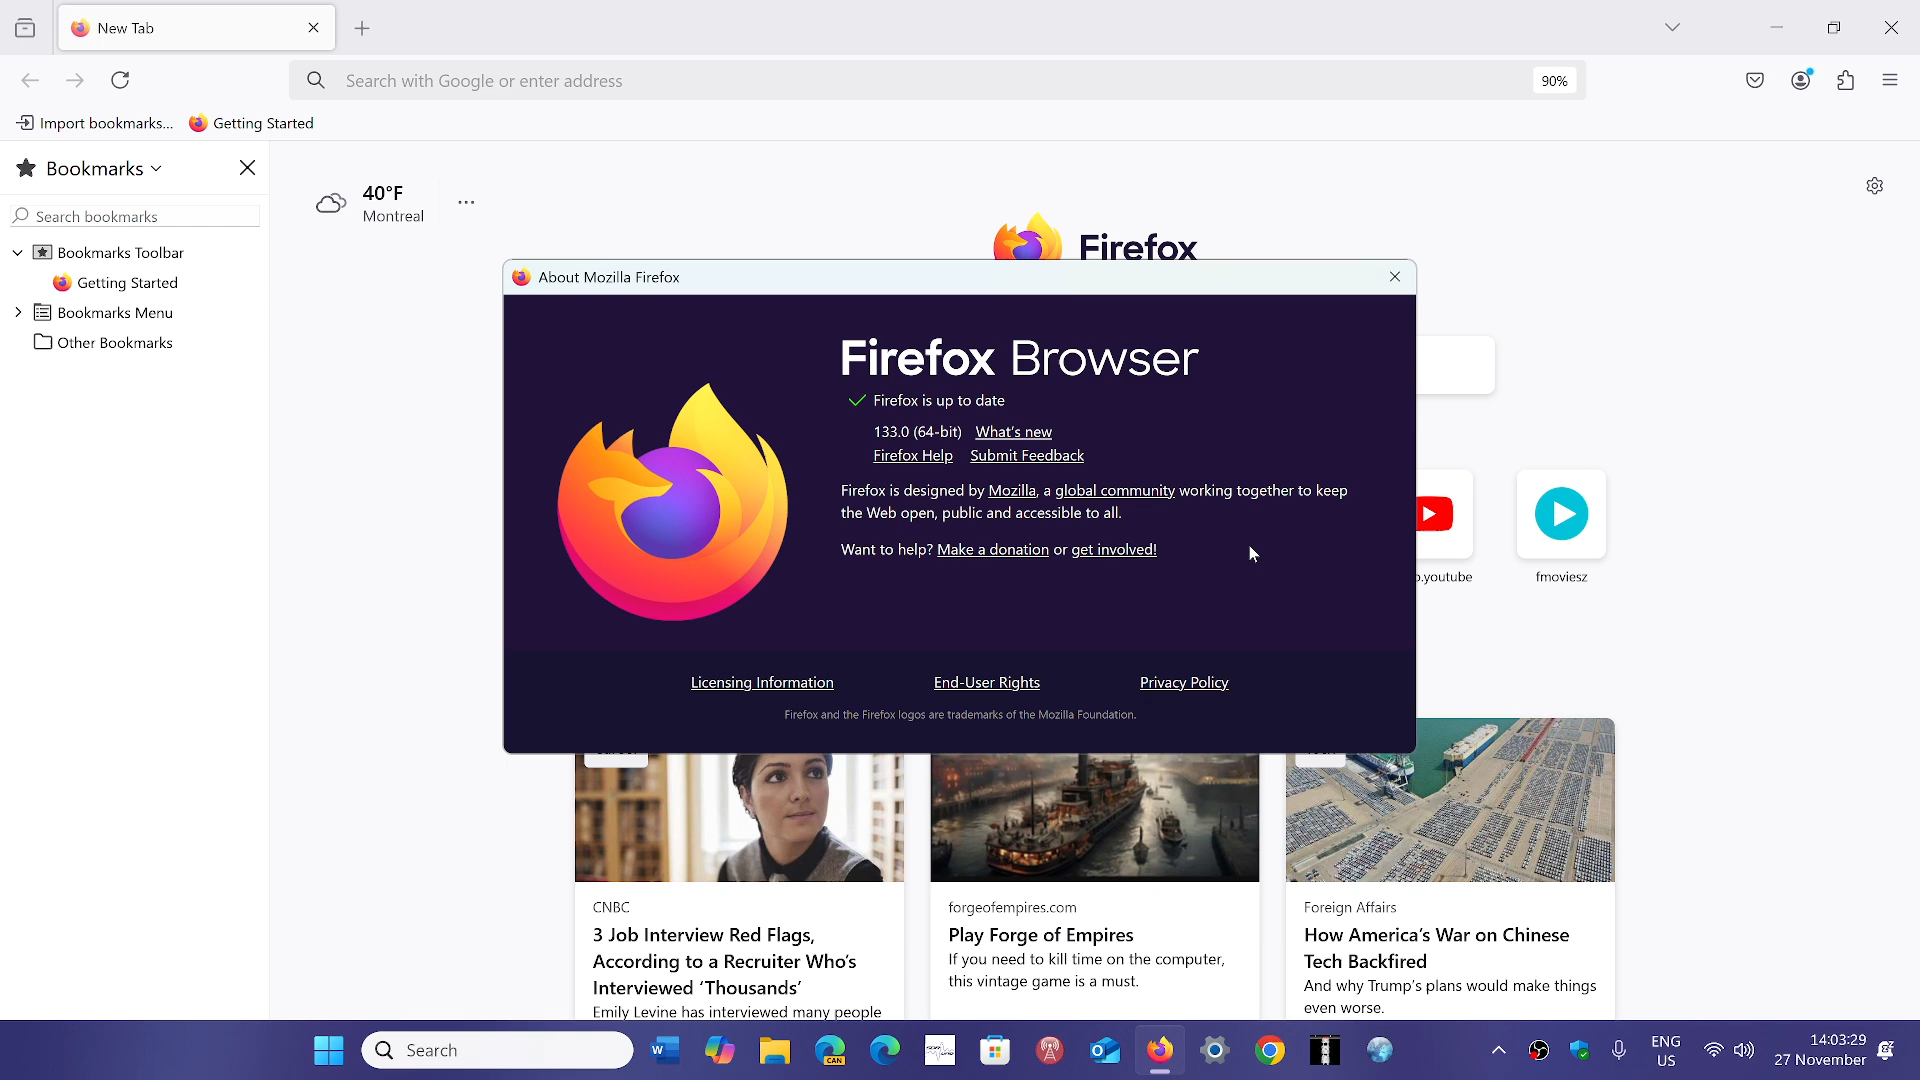 New Tab
Search with Google or enter address
90%
Import bookmarks...
Getting Started
Bookmarks
Search bookmarks
Bookmarks Toolbar
Getting Started
Bookmarks Menu
Other Bookmarks
40°F
Montreal
Firefox
About Mozilla Firefox
Firefox Browser
Firefox is up to date
133.0 (64-bit) What's new
Firefox Help Submit Feedback
Firefox is designed by Mozilla, a global community working together to keep
the Web open, public and accessible to all.
Want to help? Make a donation or get involved!
Licensing Information End-User Rights Privacy Policy
Firefox and the Firefox logos are trademarks of the Mozilla Foundation.
.youtube
fmoviesz
CNBC
3 Job Interview Red Flags,
According to a Recruiter Who's
Interviewed 'Thousands'
Emily Levine has interviewed many people
forgeofempires.com
Play Forge of Empires
If you need to kill time on the computer,
this vintage game is a must.
Foreign Affairs
How America's War on Chinese
Tech Backfired
And why Trump's plans would make things
even worse.
Search
CAN
ENG
US
14:03:29
27 November